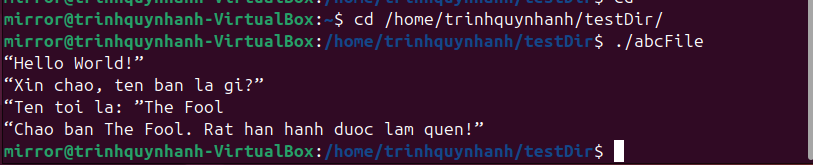 mirror@trinhquynhanh-VirtualBox:~$ cd /home/trinhquynhanh/testDir/
mirror@trinhquynhanh-VirtualBox:/home/trinhquynhanh/testDir$ ./abcFile
“Hello World!”
“Xin chao, ten ban la gi?”
“Ten toi la: ”The Fool
“Chao ban The Fool. Rat han hanh duoc lam quen!”
mirror@trinhquynhanh-VirtualBox:/home/trinhquynhanh/testDir$